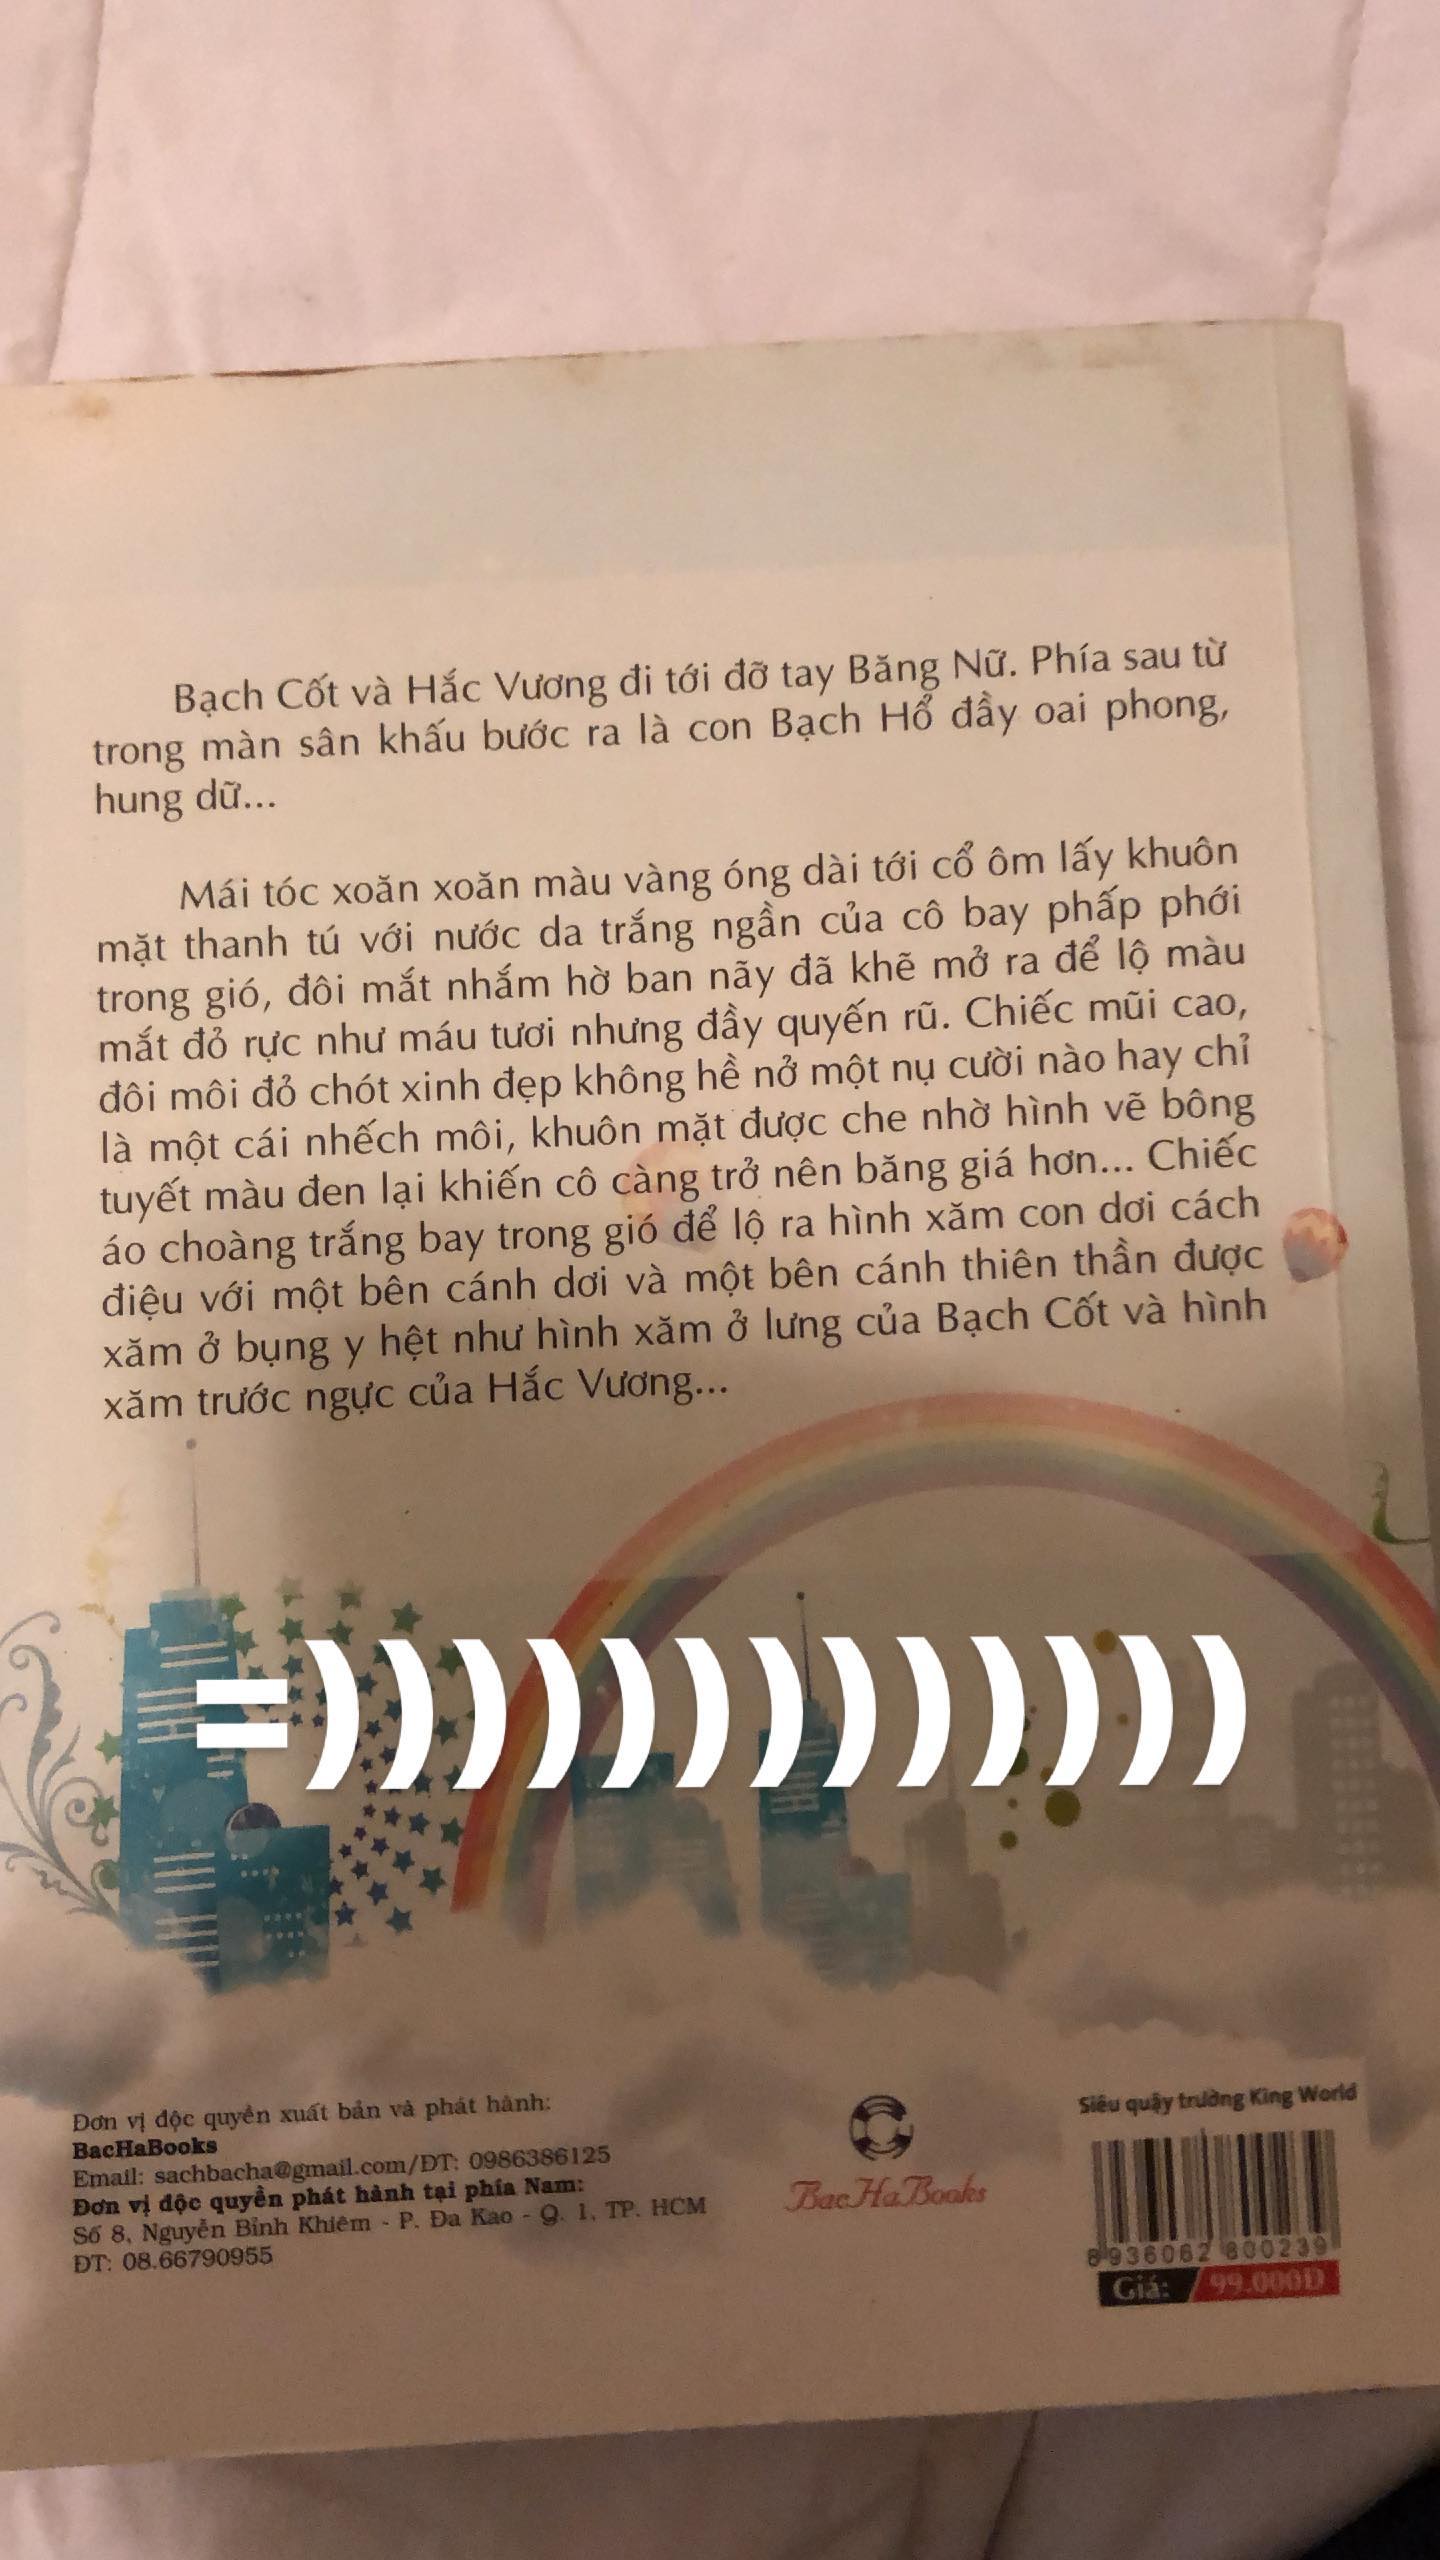 Bạch Cốt và Hắc Vương đi tới đỡ tay Băng Nữ. Phía sau từ
trong màn sân khấu bước ra là con Bạch Hổ đầy oai phong,
hung dữ...
Mái tóc xoăn xoăn màu vàng óng dài tới cổ ôm lấy khuôn
mặt thanh tú với nước da trắng ngần của cô bay phấp phới
trong gió, đôi mắt nhắm hờ ban nãy đã khẽ mở ra để lộ màu
mắt đỏ rực như máu tươi nhưng đầy quyến rũ. Chiếc mũi cao,
đôi môi đỏ chót xinh đẹp không hề nở một nụ cười nào hay chỉ
là một cái nhếch môi, khuôn mặt được che nhờ hình vẽ bông
tuyết màu đen lại khiến cô càng trở nên băng giá hơn... Chiếc
áo choàng trắng bay trong gió để lộ ra hình xăm con dơi cách
điệu với một bên cánh dơi và một bên cánh thiên thần được
xăm ở bụng y hệt như hình xăm ở lưng của Bạch Cốt và hình
xăm trước ngực của Hắc Vương...
=)))))))))))))
Đơn vị độc quyền xuất bản và phát hành:
BacHaBooks
Email: sachbacha@gmail.com/ĐT: 0986386125
Đơn vị độc quyền phát hành tại phía Nam:
Số 8, Nguyễn Bỉnh Khiêm - P. Đa Kao - Q. 1, TP. HCM
ĐT: 08.66790955
BacHaBooks
Siêu quậy trường King World
8 936062 800239
Giá: 99.000Đ